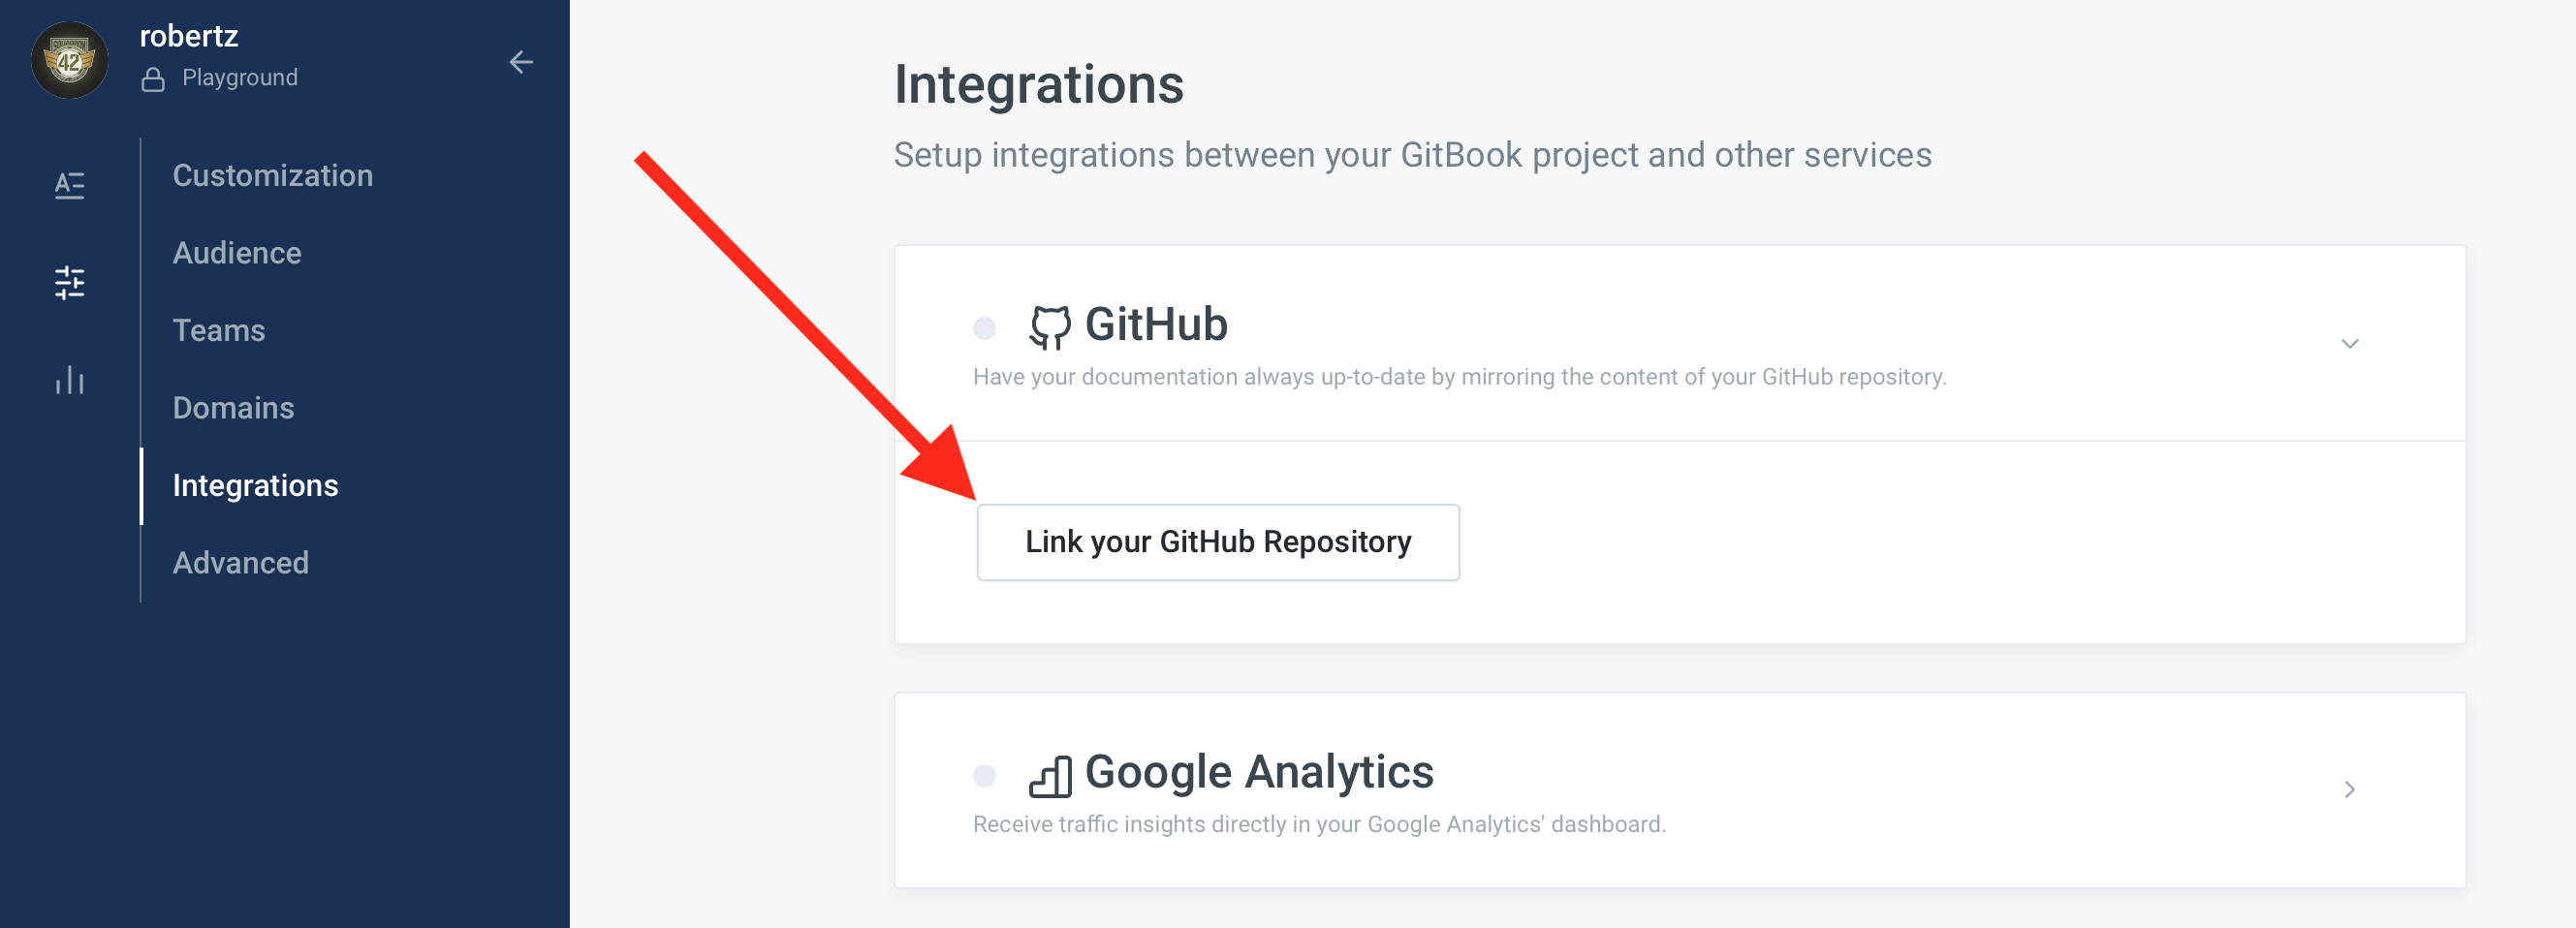 robertz
Playground
Customization
Audience
Teams
Domains
Integrations
Advanced
Integrations
Setup integrations between your GitBook project and other services
GitHub
Have your documentation always up-to-date by mirroring the content of your GitHub repository.
Link your GitHub Repository
Google Analytics
Receive traffic insights directly in your Google Analytics' dashboard.
SQUADRON
42